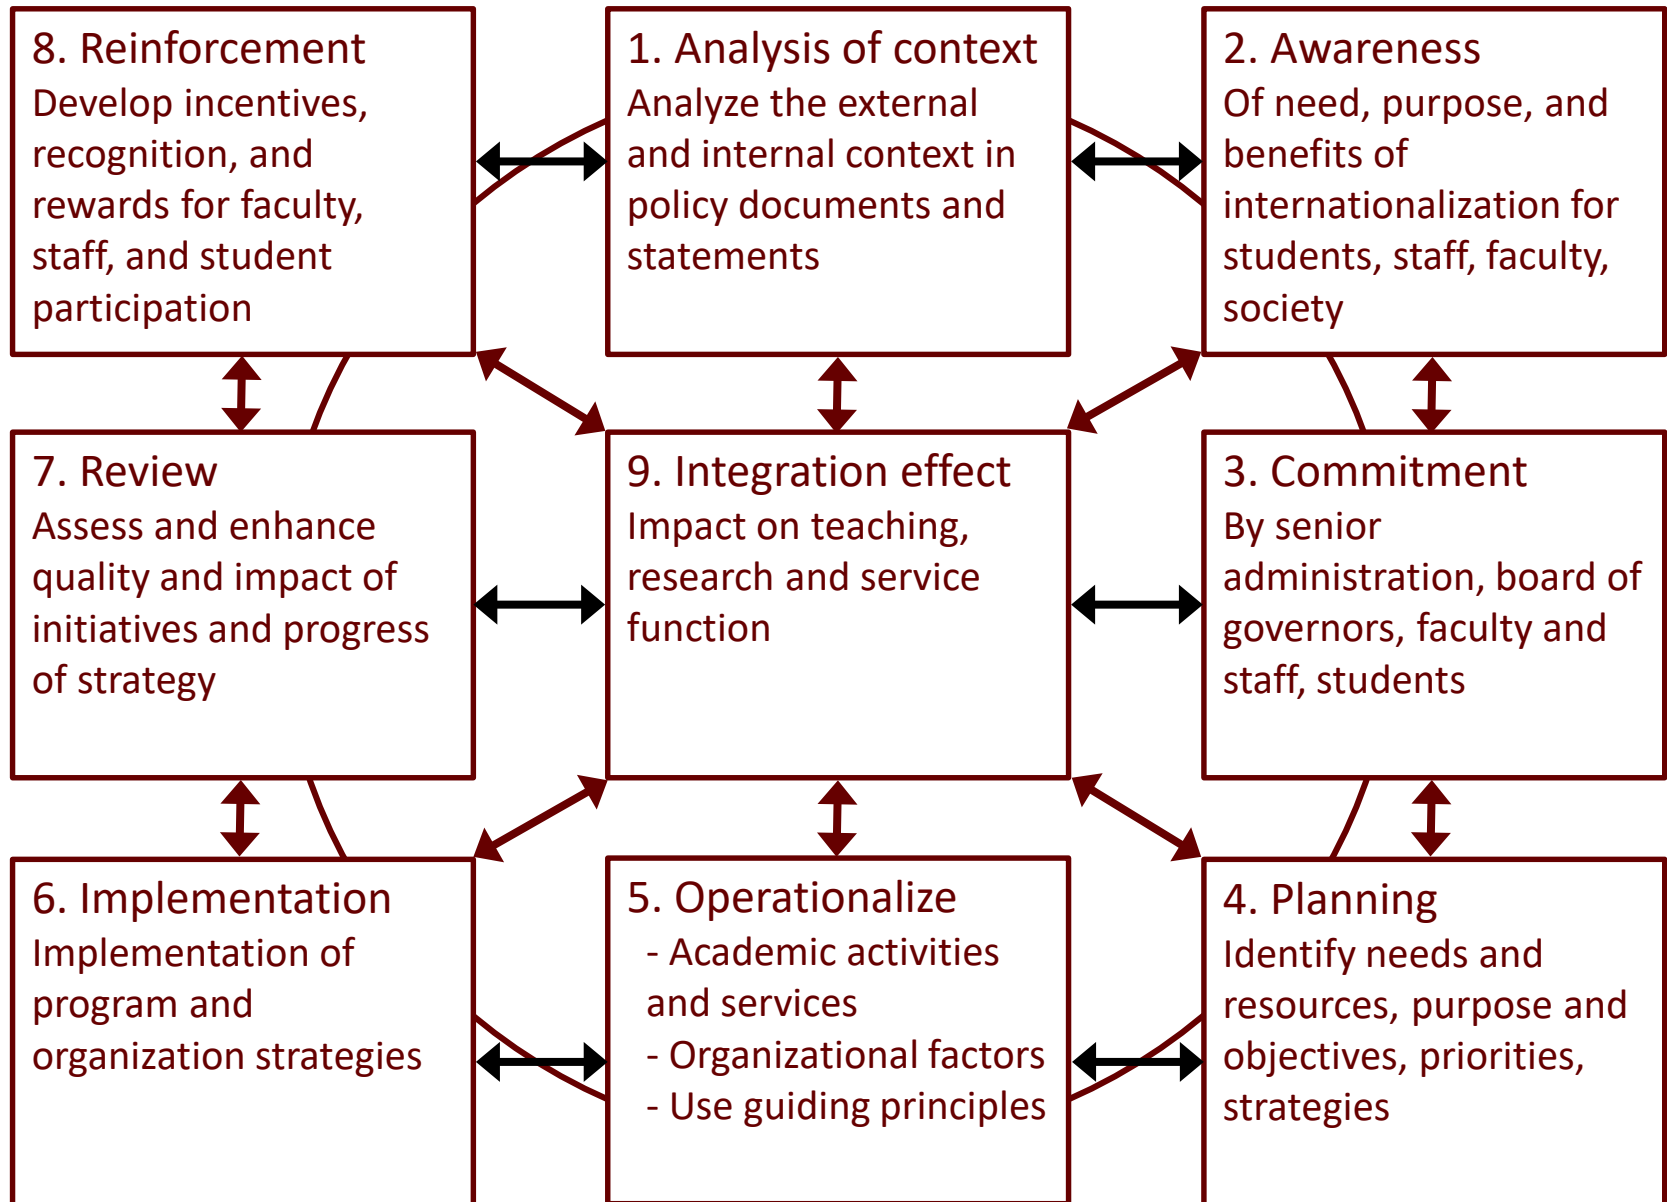 8. Reinforcement
Develop incentives,
recognition, and
rewards for faculty,
staff, and student
participation
1. Analysis of context
Analyze the external
and internal context in
policy documents and
statements
2. Awareness
Of need, purpose, and
benefits of
internationalization for
students, staff, faculty,
society
7. Review
Assess and enhance
quality and impact of
initiatives and progress
of strategy
9. Integration effect
Impact on teaching,
research and service
function
3. Commitment
By senior
administration, board of
governors, faculty and
staff, students
6. Implementation
Implementation of
program and
organization strategies
5. Operationalize
- Academic activities
and services
- Organizational factors
- Use guiding principles
4. Planning
Identify needs and
resources, purpose and
objectives, priorities,
strategies